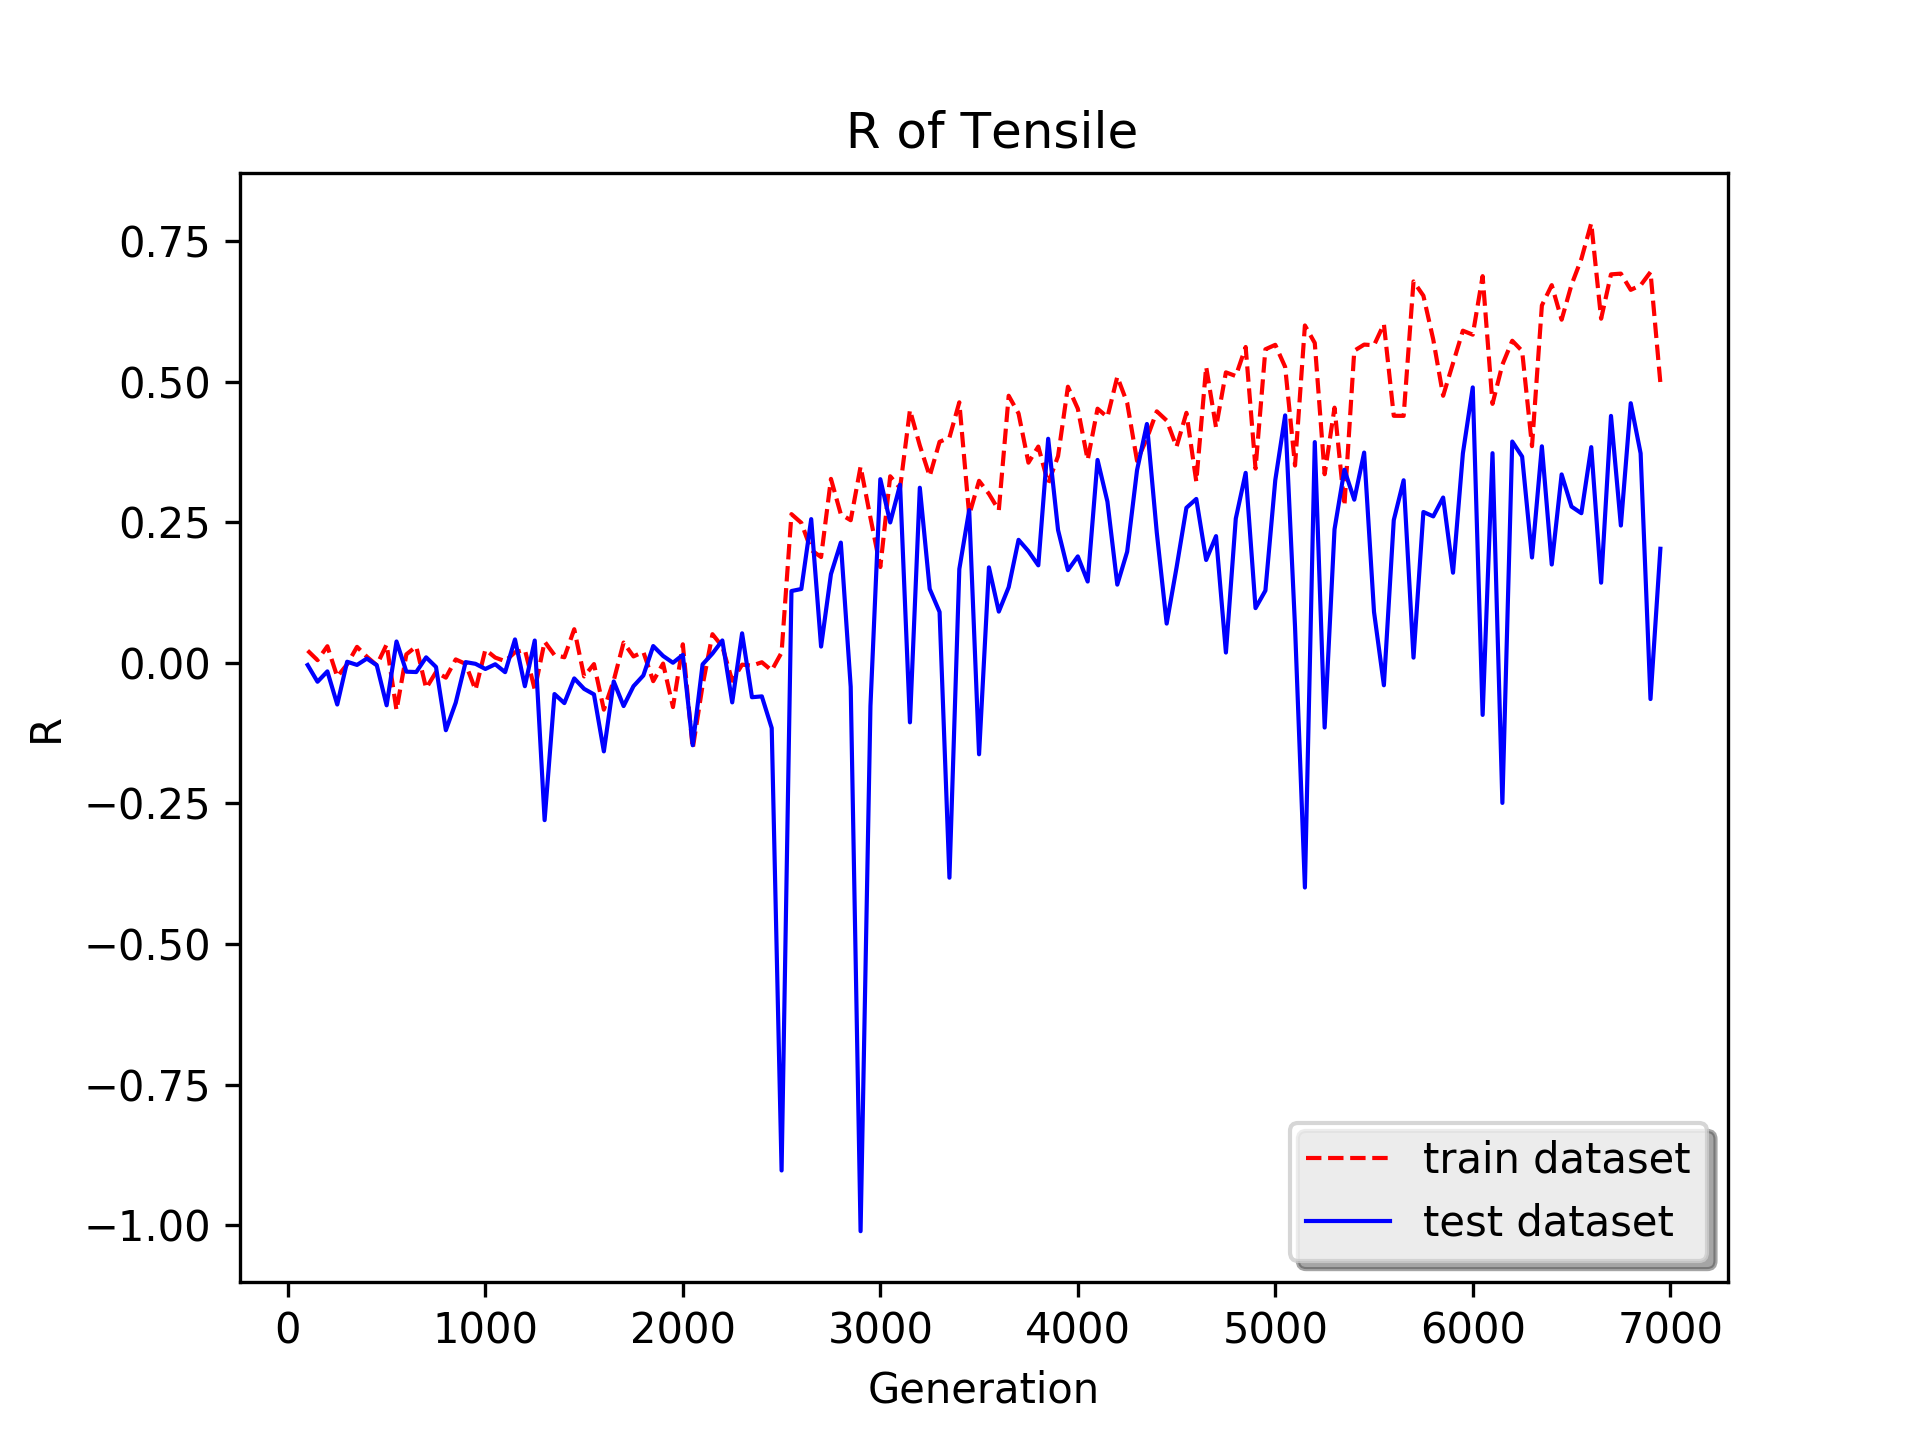 R of Tensile
0.75
0.50
0.25
0.00
−0.25
−0.50
−0.75
−1.00
R
train dataset
test dataset
0 1000 2000 3000 4000 5000 6000 7000
Generation